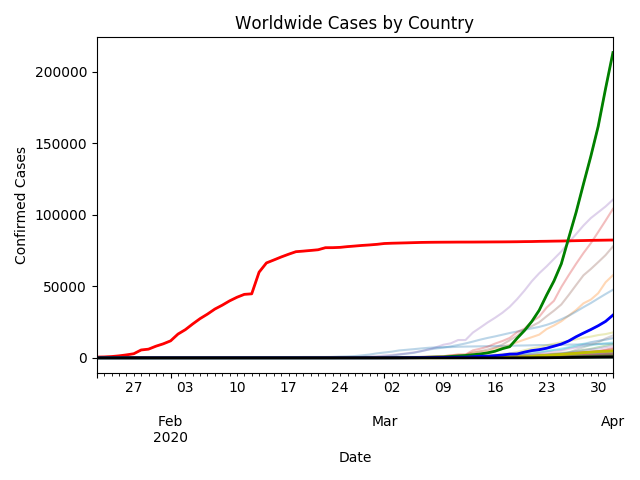 Worldwide Cases by Country
Confirmed Cases
200000
150000
100000
50000
0
27 03 10 17 24 02 09 16 23 30
Feb Mar Apr
2020
Date